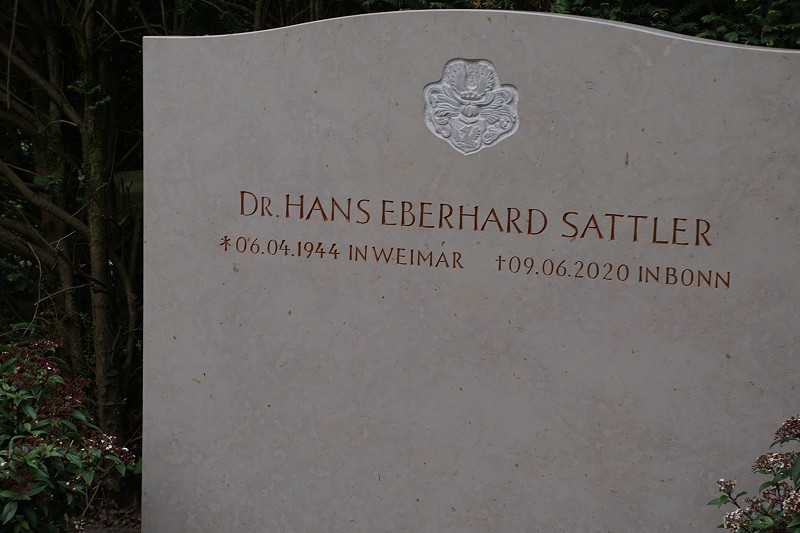 DR. HANS EBERHARD SATTLER
*06.04.1944 IN WEIMAR †09.06.2020 IN BONN